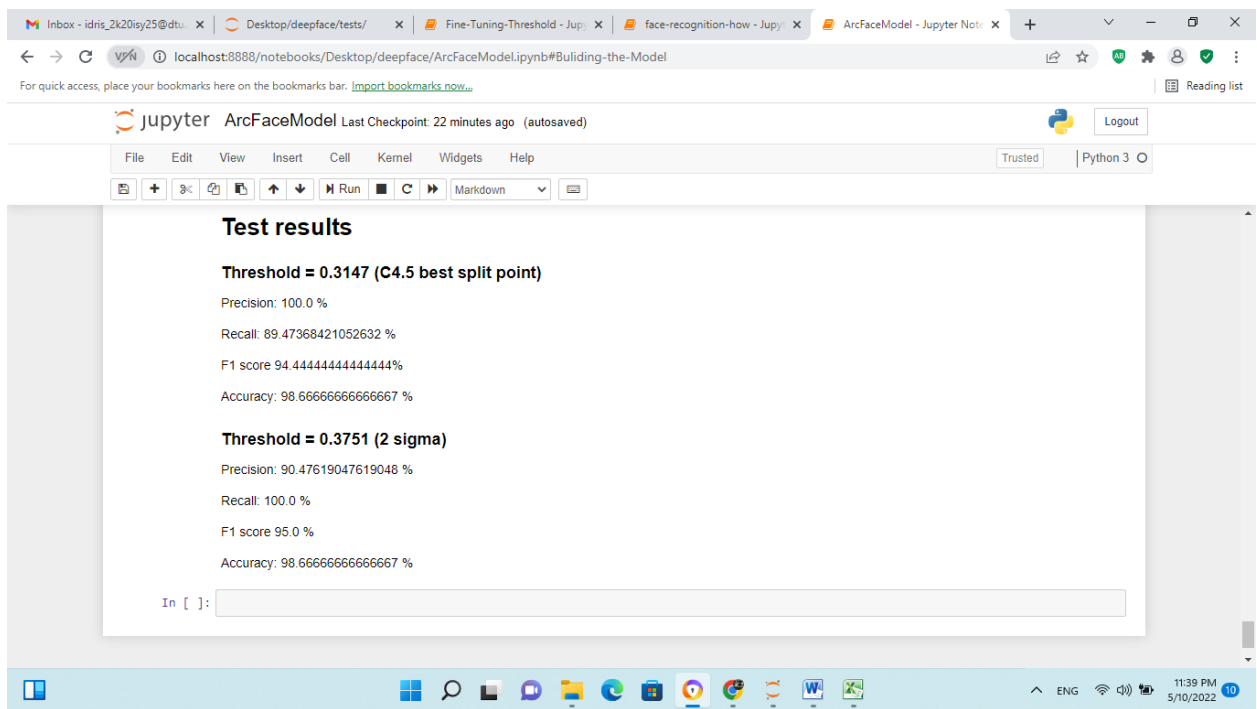 Inbox - idris_2k20isy25@dtu.
Desktop/deepface/tests/
Fine-Tuning-Threshold - Jup
face-recognition-how - Jupyt
ArcFaceModel - Jupyter Note
VPN
localhost:8888/notebooks/Desktop/deepface/ArcFaceModel.ipynb#Buliding-the-Model
AB
For quick access, place your bookmarks here on the bookmarks bar. Import bookmarks now...
Reading list
jupyter ArcFaceModel Last Checkpoint: 22 minutes ago (autosaved)
Logout
File Edit View Insert Cell Kernel Widgets Help
Trusted
Python 3
Run
Markdown
Test results
Threshold = 0.3147 (C4.5 best split point)
Precision: 100.0 %
Recall: 89.47368421052632 %
F1 score 94.44444444444444%
Accuracy: 98.66666666666667 %
Threshold = 0.3751 (2 sigma)
Precision: 90.47619047619048 %
Recall: 100.0 %
F1 score 95.0 %
Accuracy: 98.66666666666667 %
In [ ]:
ENG
11:39 PM
5/10/2022
10